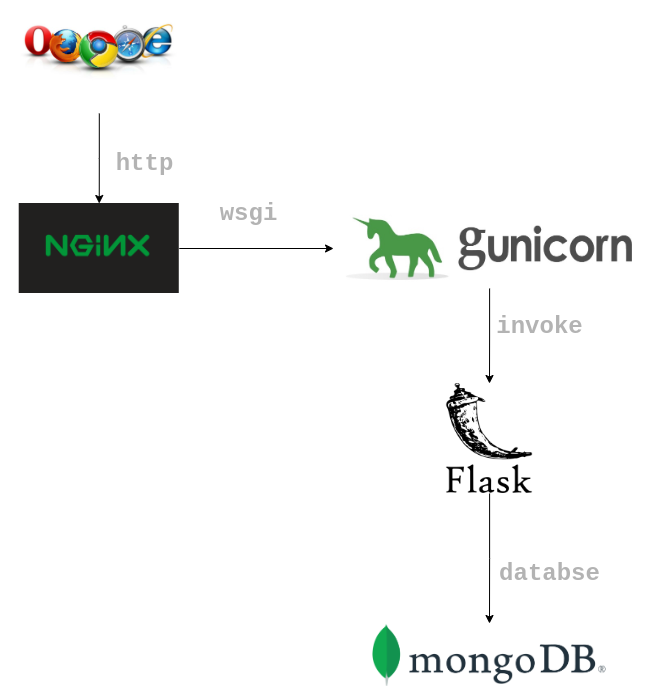 http
wsgi
NGINX
gunicorn
invoke
Flask
databse
mongoDB®